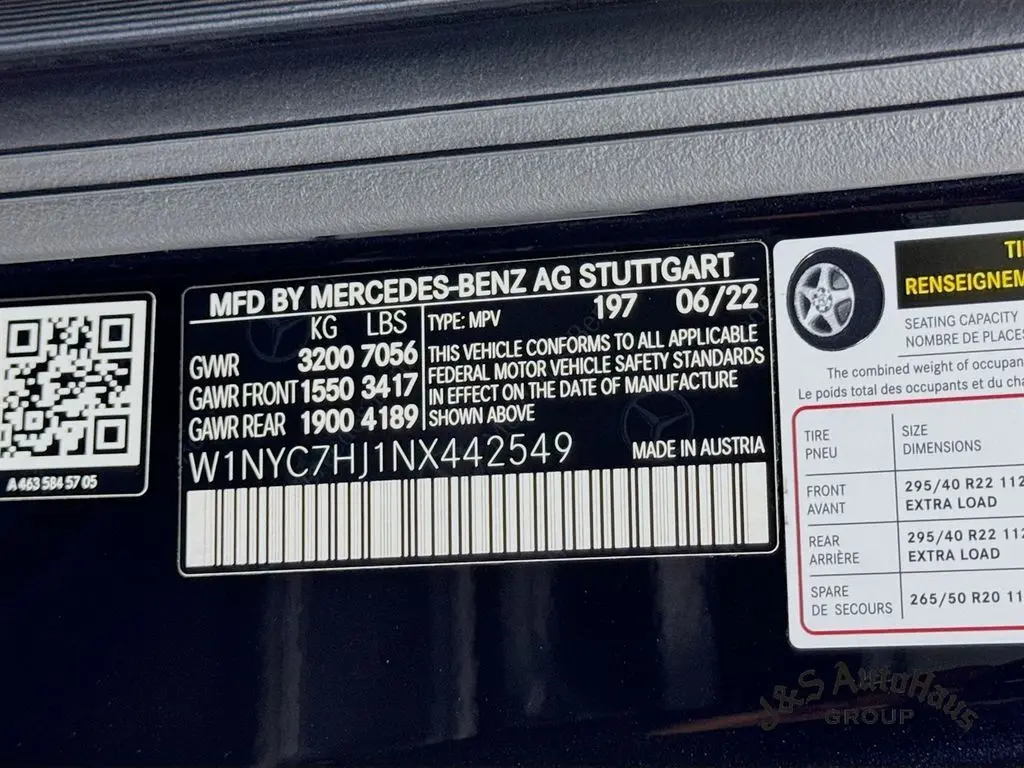 A 463 584 57 05
MFD BY MERCEDES-BENZ AG STUTTGART
KG LBS
GVWR 3200 7056
GAWR FRONT 1550 3417
GAWR REAR 1900 4189
TYPE: MPV 197 06/22
THIS VEHICLE CONFORMS TO ALL APPLICABLE
FEDERAL MOTOR VEHICLE SAFETY STANDARDS
IN EFFECT ON THE DATE OF MANUFACTURE
SHOWN ABOVE
W1NYC7HJ1NX442549
MADE IN AUSTRIA
RENSEIGNEM
SEATING CAPACITY
NOMBRE DE PLACES
The combined weight of occupan
Le poids total des occupants et du cha
TIRE SIZE
PNEU DIMENSIONS
FRONT 295/40 R22 112
AVANT EXTRA LOAD
REAR 295/40 R22 112
ARRIÈRE EXTRA LOAD
SPARE
DE SECOURS 265/50 R20 11
J&S AutoHaus
GROUP